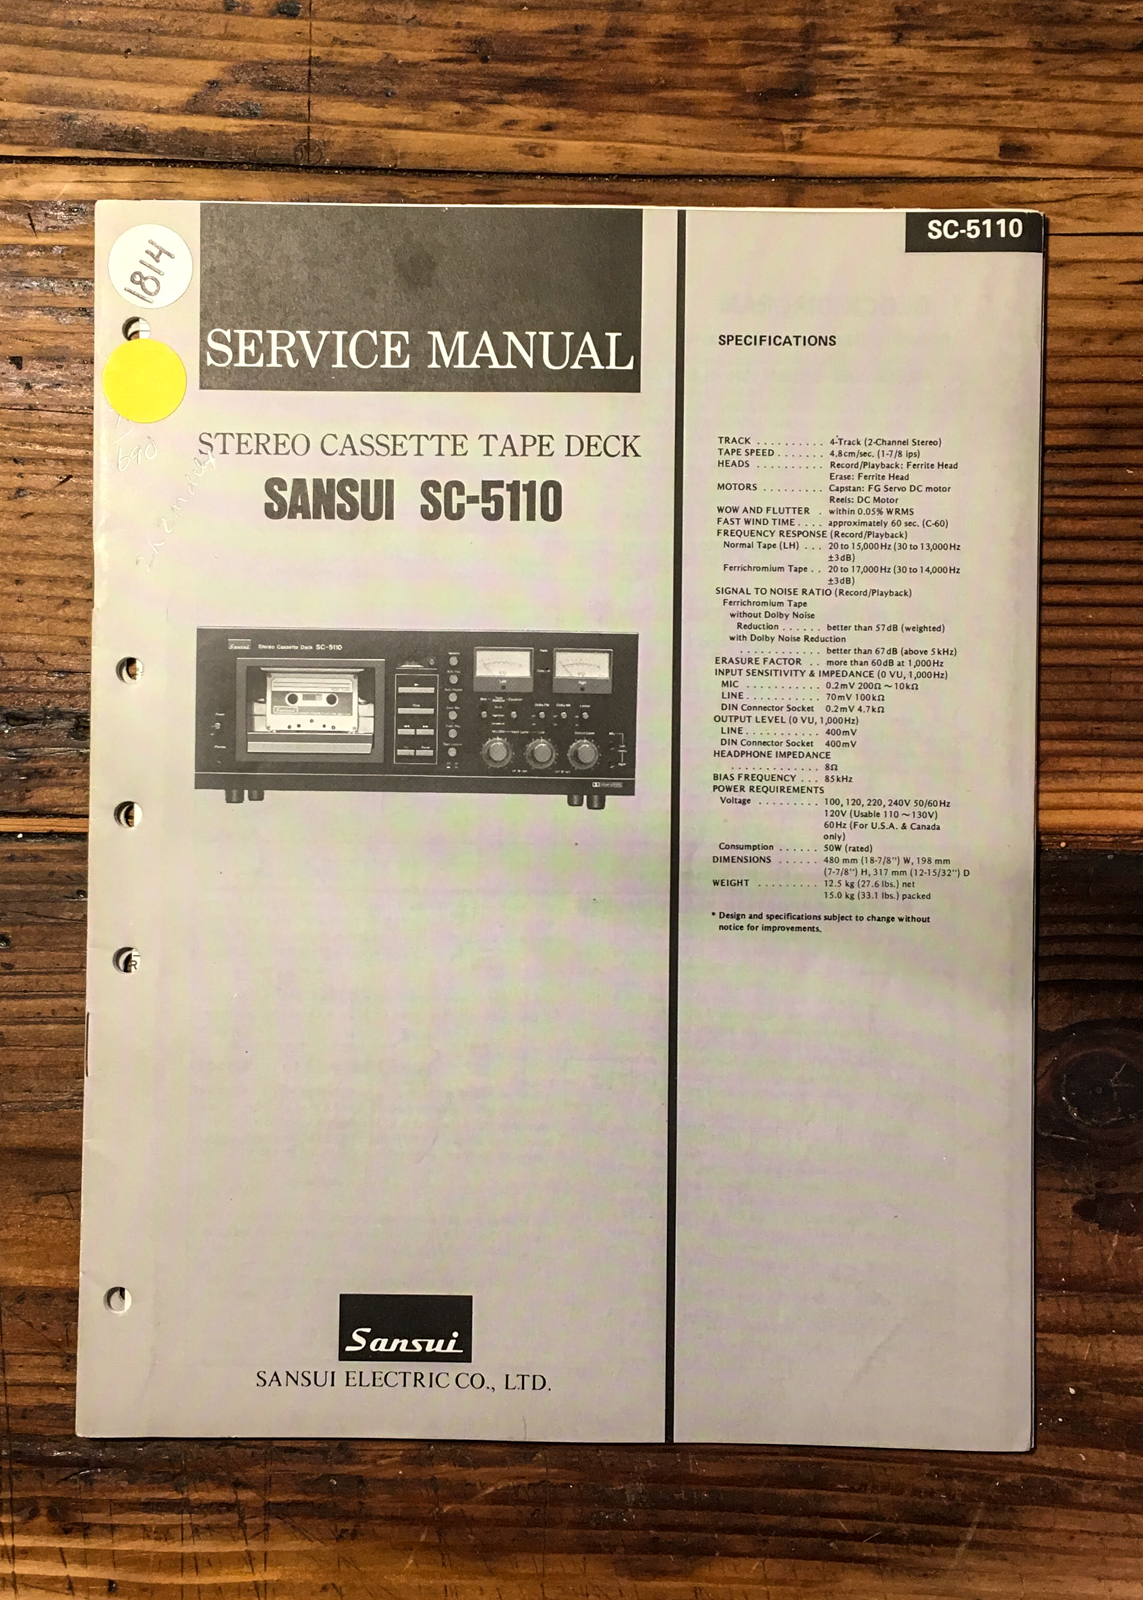 1814
690
SERVICE MANUAL
STEREO CASSETTE TAPE DECK
SANSUI SC-5110
Sansui Stereo Cassette Deck SC-5110
Sansui
SANSUI ELECTRIC CO., LTD.
SC-5110
SPECIFICATIONS
TRACK . . . . . . . . . . 4-Track (2-Channel Stereo)
TAPE SPEED . . . . . . . 4.8cm/sec. (1-7/8 ips)
HEADS . . . . . . . . . . Record/Playback: Ferrite Head
Erase: Ferrite Head
MOTORS . . . . . . . . . Capstan: FG Servo DC motor
Reels: DC Motor
WOW AND FLUTTER . within 0.05% WRMS
FAST WIND TIME . . . . approximately 60 sec. (C-60)
FREQUENCY RESPONSE (Record/Playback)
Normal Tape (LH) . . . 20 to 15,000Hz (30 to 13,000Hz
±3dB)
Ferrichromium Tape . . 20 to 17,000Hz (30 to 14,000Hz
±3dB)
SIGNAL TO NOISE RATIO (Record/Playback)
Ferrichromium Tape
without Dolby Noise
Reduction . . . . . . better than 57dB (weighted)
with Dolby Noise Reduction
. . . . . . . . . . . . better than 67dB (above 5kHz)
ERASURE FACTOR . . more than 60dB at 1,000Hz
INPUT SENSITIVITY & IMPEDANCE (0 VU, 1,000Hz)
MIC . . . . . . . . . . . 0.2mV 200Ω ~ 10kΩ
LINE . . . . . . . . . . . 70mV 100kΩ
DIN Connector Socket 0.2mV 4.7kΩ
OUTPUT LEVEL (0 VU, 1,000Hz)
LINE . . . . . . . . . . . 400mV
DIN Connector Socket 400mV
HEADPHONE IMPEDANCE
. . . . . . . . . . . . . 8Ω
BIAS FREQUENCY . . . 85kHz
POWER REQUIREMENTS
Voltage . . . . . . . . . 100, 120, 220, 240V 50/60Hz
120V (Usable 110 ~ 130V)
60Hz (For U.S.A. & Canada
only)
Consumption . . . . . . 50W (rated)
DIMENSIONS . . . . . . 480 mm (18-7/8") W, 198 mm
(7-7/8") H, 317 mm (12-15/32") D
WEIGHT . . . . . . . . . 12.5 kg (27.6 lbs.) net
15.0 kg (33.1 lbs.) packed
* Design and specifications subject to change without
notice for improvements.